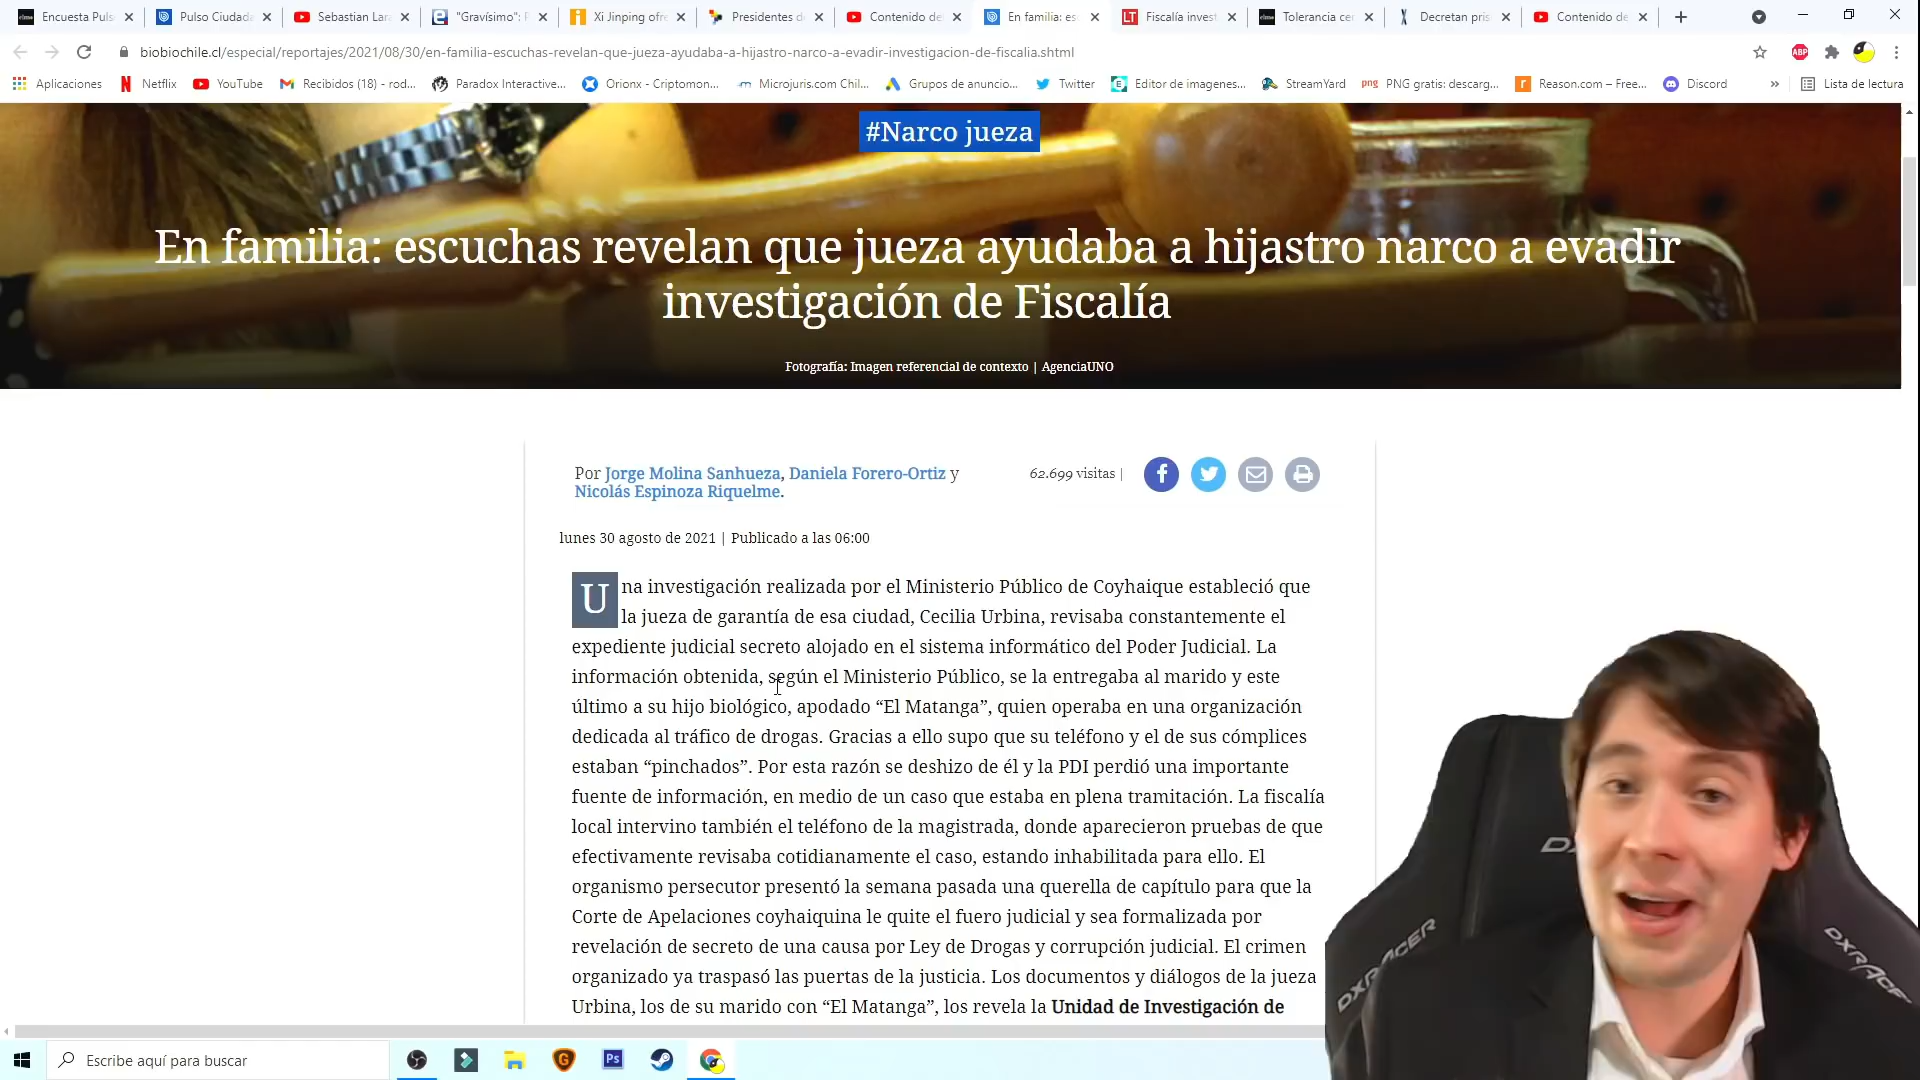 Encuesta Puls
Pulso Ciudada
Sebastian Lara
"Gravísimo": P
Xi Jinping ofre
Presidentes de
Contenido del
En familia: esc
Fiscalía invest
Tolerancia cer
Decretan pris
Contenido de
biobiochile.cl/especial/reportajes/2021/08/30/en-familia-escuchas-revelan-que-jueza-ayudaba-a-hijastro-narco-a-evadir-investigacion-de-fiscalia.shtml
ABP
Aplicaciones
Netflix
YouTube
Recibidos (18) - rod...
Paradox Interactive...
Orionx - Criptomon...
Microjuris.com Chil...
Grupos de anuncio...
Twitter
Editor de imagenes...
StreamYard
png
PNG gratis: descarg...
Reason.com – Free...
Discord
»
Lista de lectura
#Narco jueza
En familia: escuchas revelan que jueza ayudaba a hijastro narco a evadir
investigación de Fiscalía
Fotografía: Imagen referencial de contexto | AgenciaUNO
Por Jorge Molina Sanhueza, Daniela Forero-Ortiz y
Nicolás Espinoza Riquelme.
62.699 visitas |
lunes 30 agosto de 2021 | Publicado a las 06:00
Una investigación realizada por el Ministerio Público de Coyhaique estableció que
la jueza de garantía de esa ciudad, Cecilia Urbina, revisaba constantemente el
expediente judicial secreto alojado en el sistema informático del Poder Judicial. La
información obtenida, según el Ministerio Público, se la entregaba al marido y este
último a su hijo biológico, apodado “El Matanga”, quien operaba en una organización
dedicada al tráfico de drogas. Gracias a ello supo que su teléfono y el de sus cómplices
estaban “pinchados”. Por esta razón se deshizo de él y la PDI perdió una importante
fuente de información, en medio de un caso que estaba en plena tramitación. La fiscalía
local intervino también el teléfono de la magistrada, donde aparecieron pruebas de que
efectivamente revisaba cotidianamente el caso, estando inhabilitada para ello. El
organismo persecutor presentó la semana pasada una querella de capítulo para que la
Corte de Apelaciones coyhaiquina le quite el fuero judicial y sea formalizada por
revelación de secreto de una causa por Ley de Drogas y corrupción judicial. El crimen
organizado ya traspasó las puertas de la justicia. Los documentos y diálogos de la jueza
Urbina, los de su marido con “El Matanga”, los revela la Unidad de Investigación de
DXRACER
DXRACER
Escribe aquí para buscar
Ps